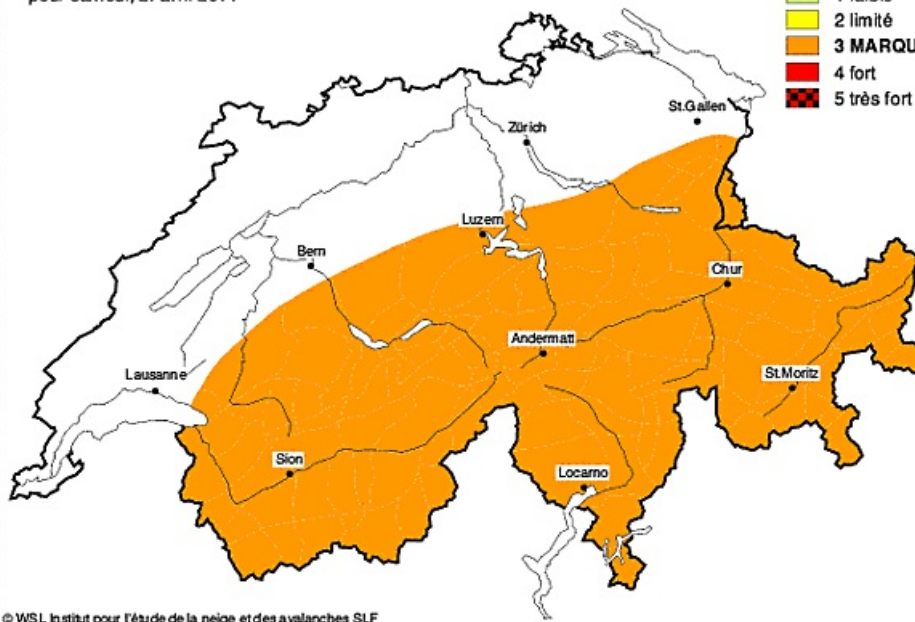 2 limité
3 MARQU
4 fort
5 très fort
St.Gallen
Zürich
Luzern
Bern
Chur
Andermatt
Lausanne
St.Moritz
Sion
Locarno
© WSL Institut pour l'étude de la neige et des avalanches SLF